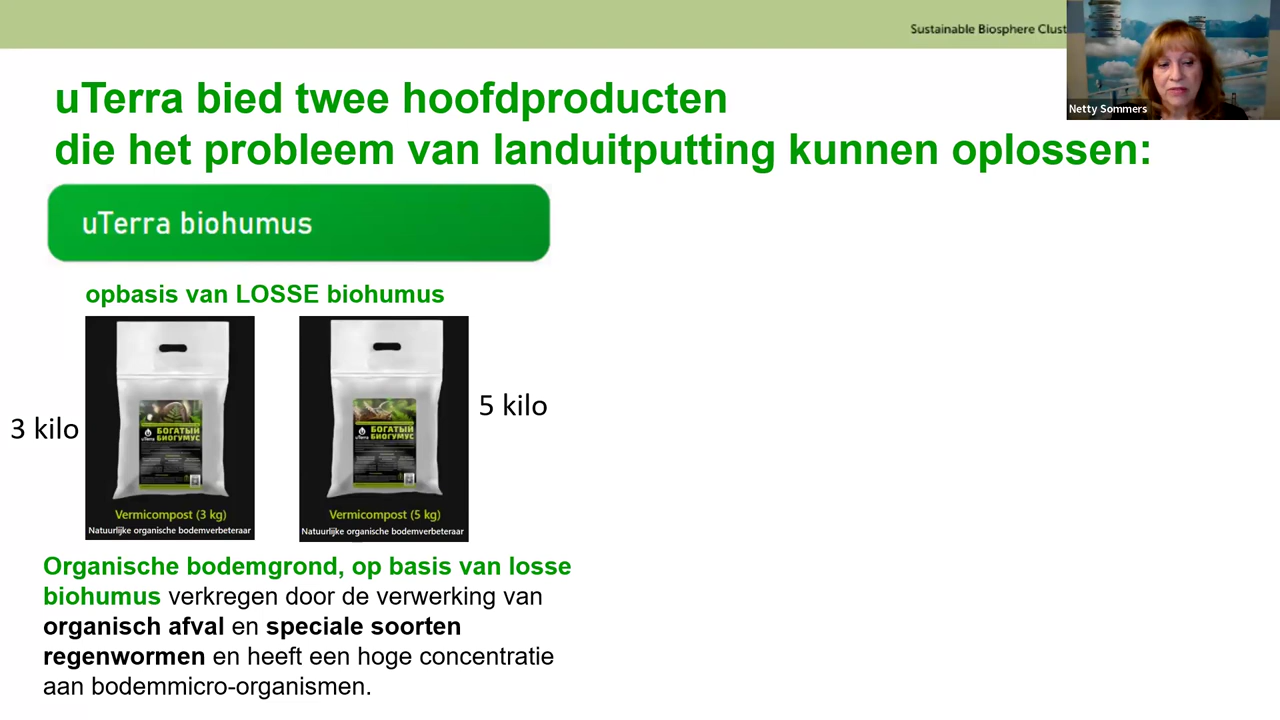 Sustainable Biosphere Clust
Netty Sommers
uTerra bied twee hoofdproducten
die het probleem van landuitputting kunnen oplossen:
uTerra biohumus
opbasis van LOSSE biohumus
3 kilo
uTerra
БОГАТЫЙ
БИОГУМУС
Vermicompost (3 kg)
Natuurlijke organische bodemverbeteraar
5 kilo
uTerra
БОГАТЫЙ
БИОГУМУС
Vermicompost (5 kg)
Natuurlijke organische bodemverbeteraar
Organische bodemgrond, op basis van losse
biohumus verkregen door de verwerking van
organisch afval en speciale soorten
regenwormen en heeft een hoge concentratie
aan bodemmicro-organismen.